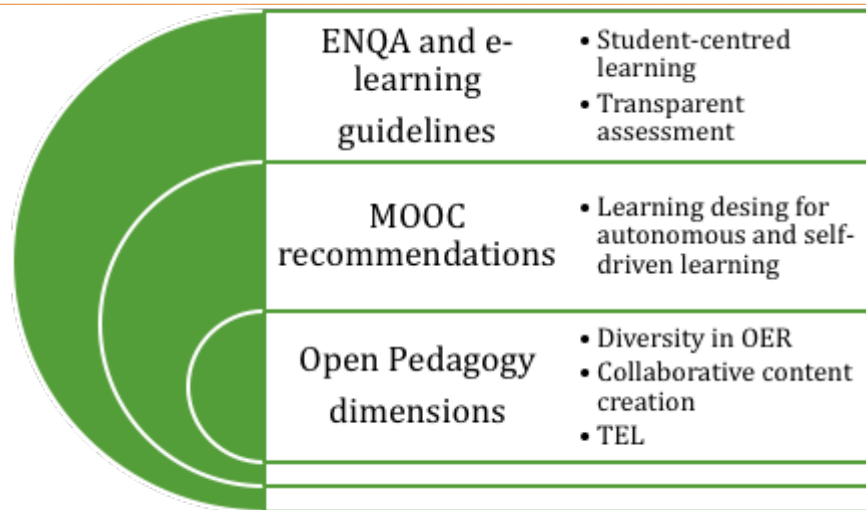 ENQA and e-
learning
guidelines
• Student-centred
learning
• Transparent
assessment
MOOC
recommendations
• Learning desing for
autonomous and self-
driven learning
Open Pedagogy
dimensions
• Diversity in OER
• Collaborative content
creation
• TEL